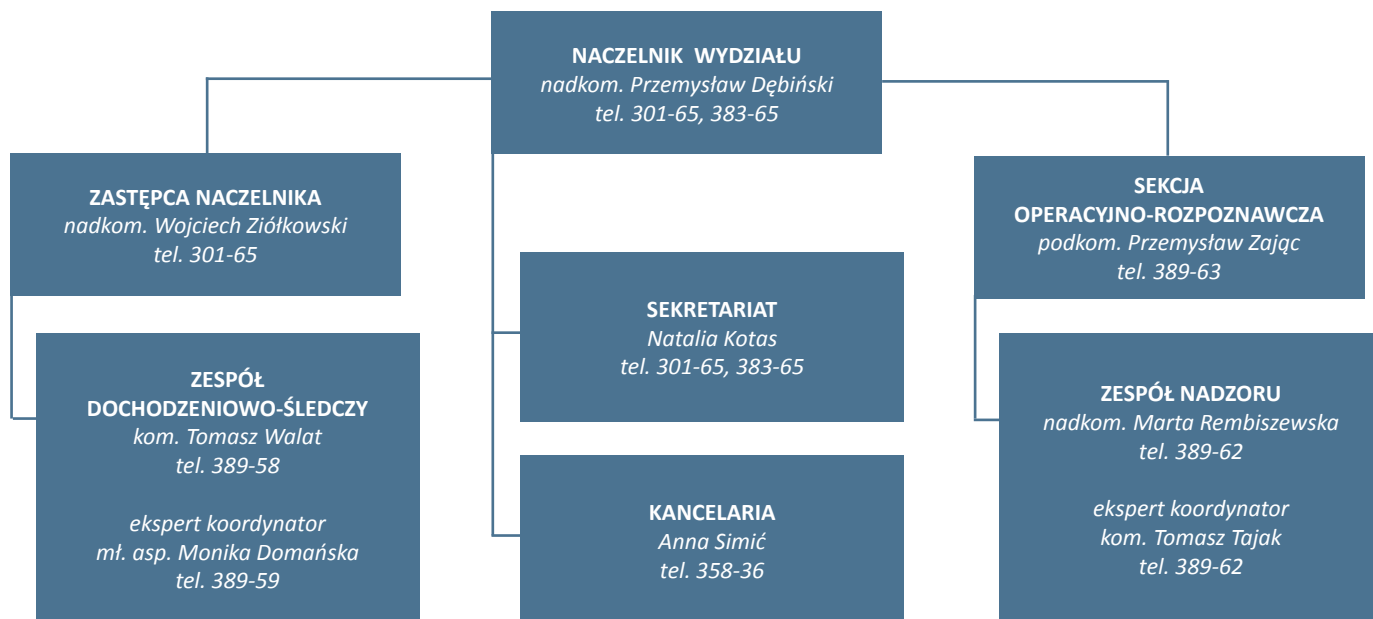 NACZELNIK WYDZIAŁU
nadkom. Przemysław Dębiński
tel. 301-65, 383-65
ZASTĘPCA NACZELNIKA
nadkom. Wojciech Ziółkowski
tel. 301-65
SEKCJA
OPERACYJNO-ROZPOZNAWCZA
podkom. Przemysław Zając
tel. 389-63
SEKRETARIAT
Natalia Kotas
tel. 301-65, 383-65
ZESPÓŁ
DOCHODZENIOWO-ŚLEDCZY
kom. Tomasz Walat
tel. 389-58
ekspert koordynator
mł. asp. Monika Domańska
tel. 389-59
KANCELARIA
Anna Simić
tel. 358-36
ZESPÓŁ NADZORU
nadkom. Marta Rembiszewska
tel. 389-62
ekspert koordynator
kom. Tomasz Tajak
tel. 389-62